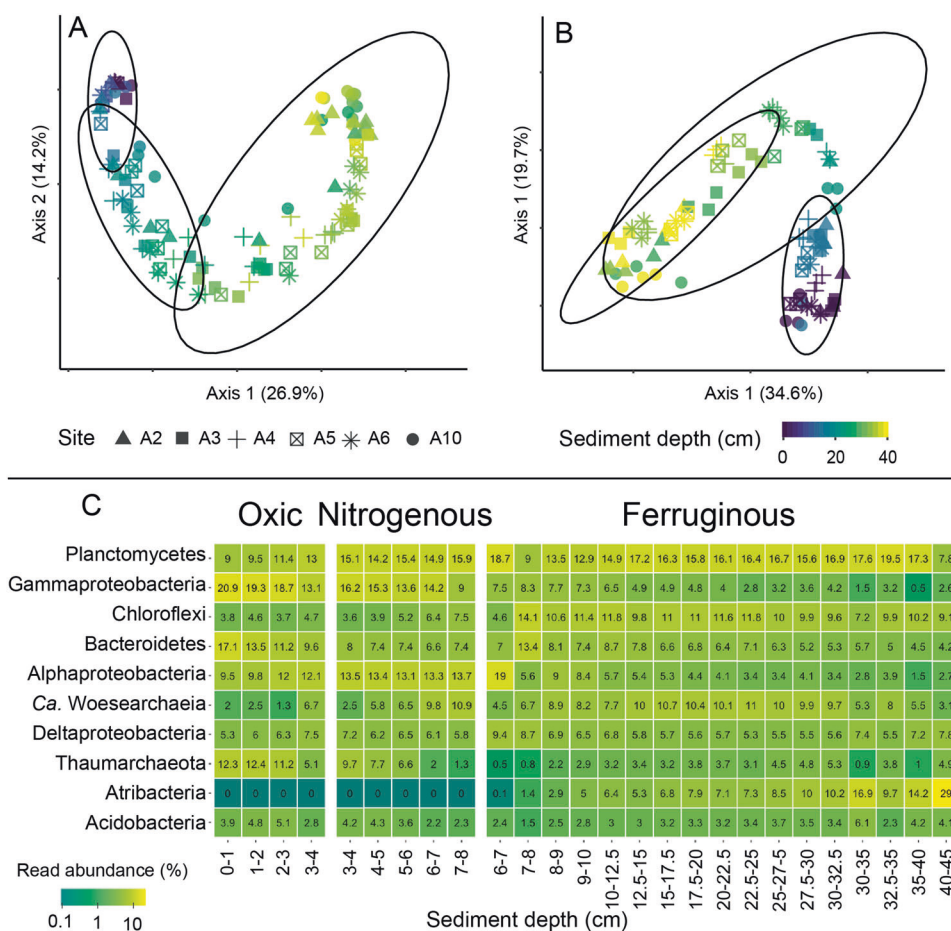 A
B
Axis 2 (14.2%)
Axis 1 (19.7%)
Axis 1 (26.9%)
Axis 1 (34.6%)
Site A2 A3 A4 A5 A6 A10
Sediment depth (cm)
0 40
C
Oxic Nitrogenous Ferruginous
Planctomycetes 9 9.5 11.4 13 15.1 14.2 15.4 14.9 15.9 18.7 9 13.5 12.9 14.9 17.2 16.3 15.8 16.1 16.4 16.7 15.6 16.9 17.6 19.5 17.3 7.8
Gammaproteobacteria 20.9 19.3 18.7 13.1 16.2 15.3 13.6 14.2 9 7.5 8.3 7.7 7.3 6.5 4.9 4.9 4.8 4 2.8 3.2 3.6 4.2 1.5 3.2 0.5 2.6
Chloroflexi 3.8 4.6 3.7 4.7 3.6 3.9 5.2 6.4 7.5 4.6 14.1 10.6 11.4 11.8 9.8 11 11 11.6 11.8 10 9.9 9.6 7.2 9.9 10.2 9.1
Bacteroidetes 17.1 13.5 11.2 9.6 8 7.4 7.4 6.6 7.4 7 13.4 8.1 7.4 8.7 7.8 6.6 6.8 6.4 7.1 6.3 5.2 5.3 5.7 5 4.5 4.2
Alphaproteobacteria 9.5 9.8 12 12.1 13.5 13.4 13.1 13.3 13.7 19 5.6 9 8.4 5.7 5.4 5.3 4.4 4.1 3.4 3.4 4.1 3.4 2.8 3.9 1.5 2.7
Ca. Woesearchaeia 2 2.5 1.3 6.7 2.5 5.8 6.5 9.8 10.9 4.5 6.7 8.9 8.2 7.7 10 10.7 10.4 10.1 10.2 10 9.9 9.7 5.3 8 5.5 3.1
Deltaproteobacteria 5.3 6 6.3 7.5 7.2 6.2 6.5 6.1 5.8 9.4 8.7 6.9 6.5 6.8 5.8 5.7 5.6 5.7 5.6 5.5 5.6 5.4 5.7 4.7 7.2 7.8
Thaumarchaeota 12.3 12.4 11.2 5.1 9.7 7.7 6.6 2 1.3 0.5 0.8 2.2 2.9 3.2 3.4 3.2 3.8 3.7 3.1 4.5 4.8 5.3 0.9 3.8 1 4.9
Atribacteria 0 0 0 0 0 0 0 0 0 0.1 1.4 2.9 5 6.4 5.3 6.8 7.9 7.1 7.3 8.5 10 10.2 16.9 9.7 14.2 29
Acidobacteria 3.9 4.8 5.1 2.8 4.2 4.3 3.6 2.2 2.3 2.4 1.5 2.5 2.8 3 3 3.2 3.3 3.2 3.4 3.7 3.5 3.4 6.1 2.3 4.2 4.1
0-1 1-2 2-3 3-4 3-4 4-5 5-6 6-7 7-8 6-7 7-8 8-9 9-10 10-12.5 12.5-15 15-17.5 17.5-20 20-22.5 22.5-25 25-27-5 27.5-30 30-32.5 30-35 32.5-35 35-40 40-45
Read abundance (%)
0.1 1 10
Sediment depth (cm)